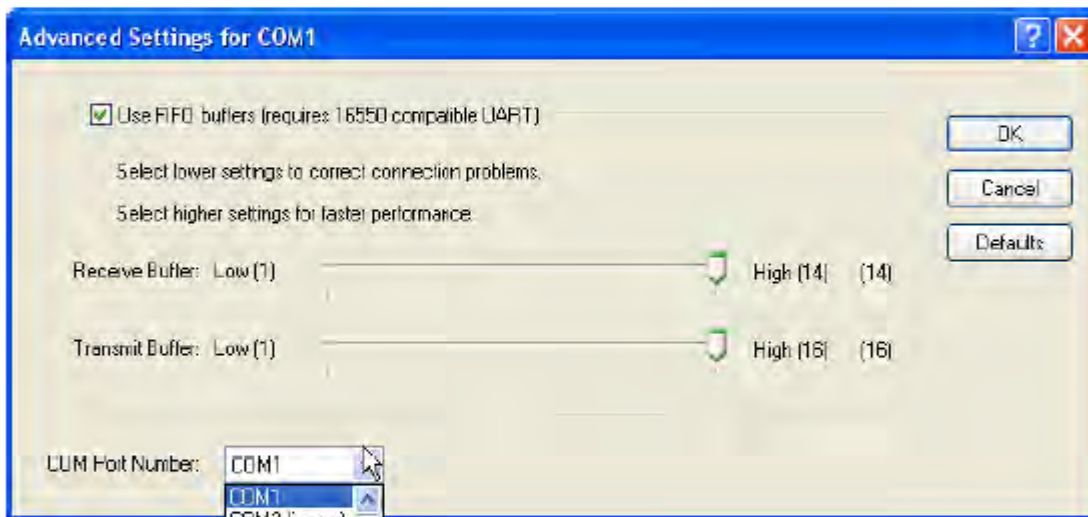 Advanced Settings for COM1
Use FIFO buffers (requires 16550 compatible UART)
OK
Select lower settings to correct connection problems.
Cancel
Select higher settings for faster performance.
Defaults
Receive Buffer: Low (1) High (14) (14)
Transmit Buffer: Low (1) High (16) (16)
COM Port Number: COM1
COM1